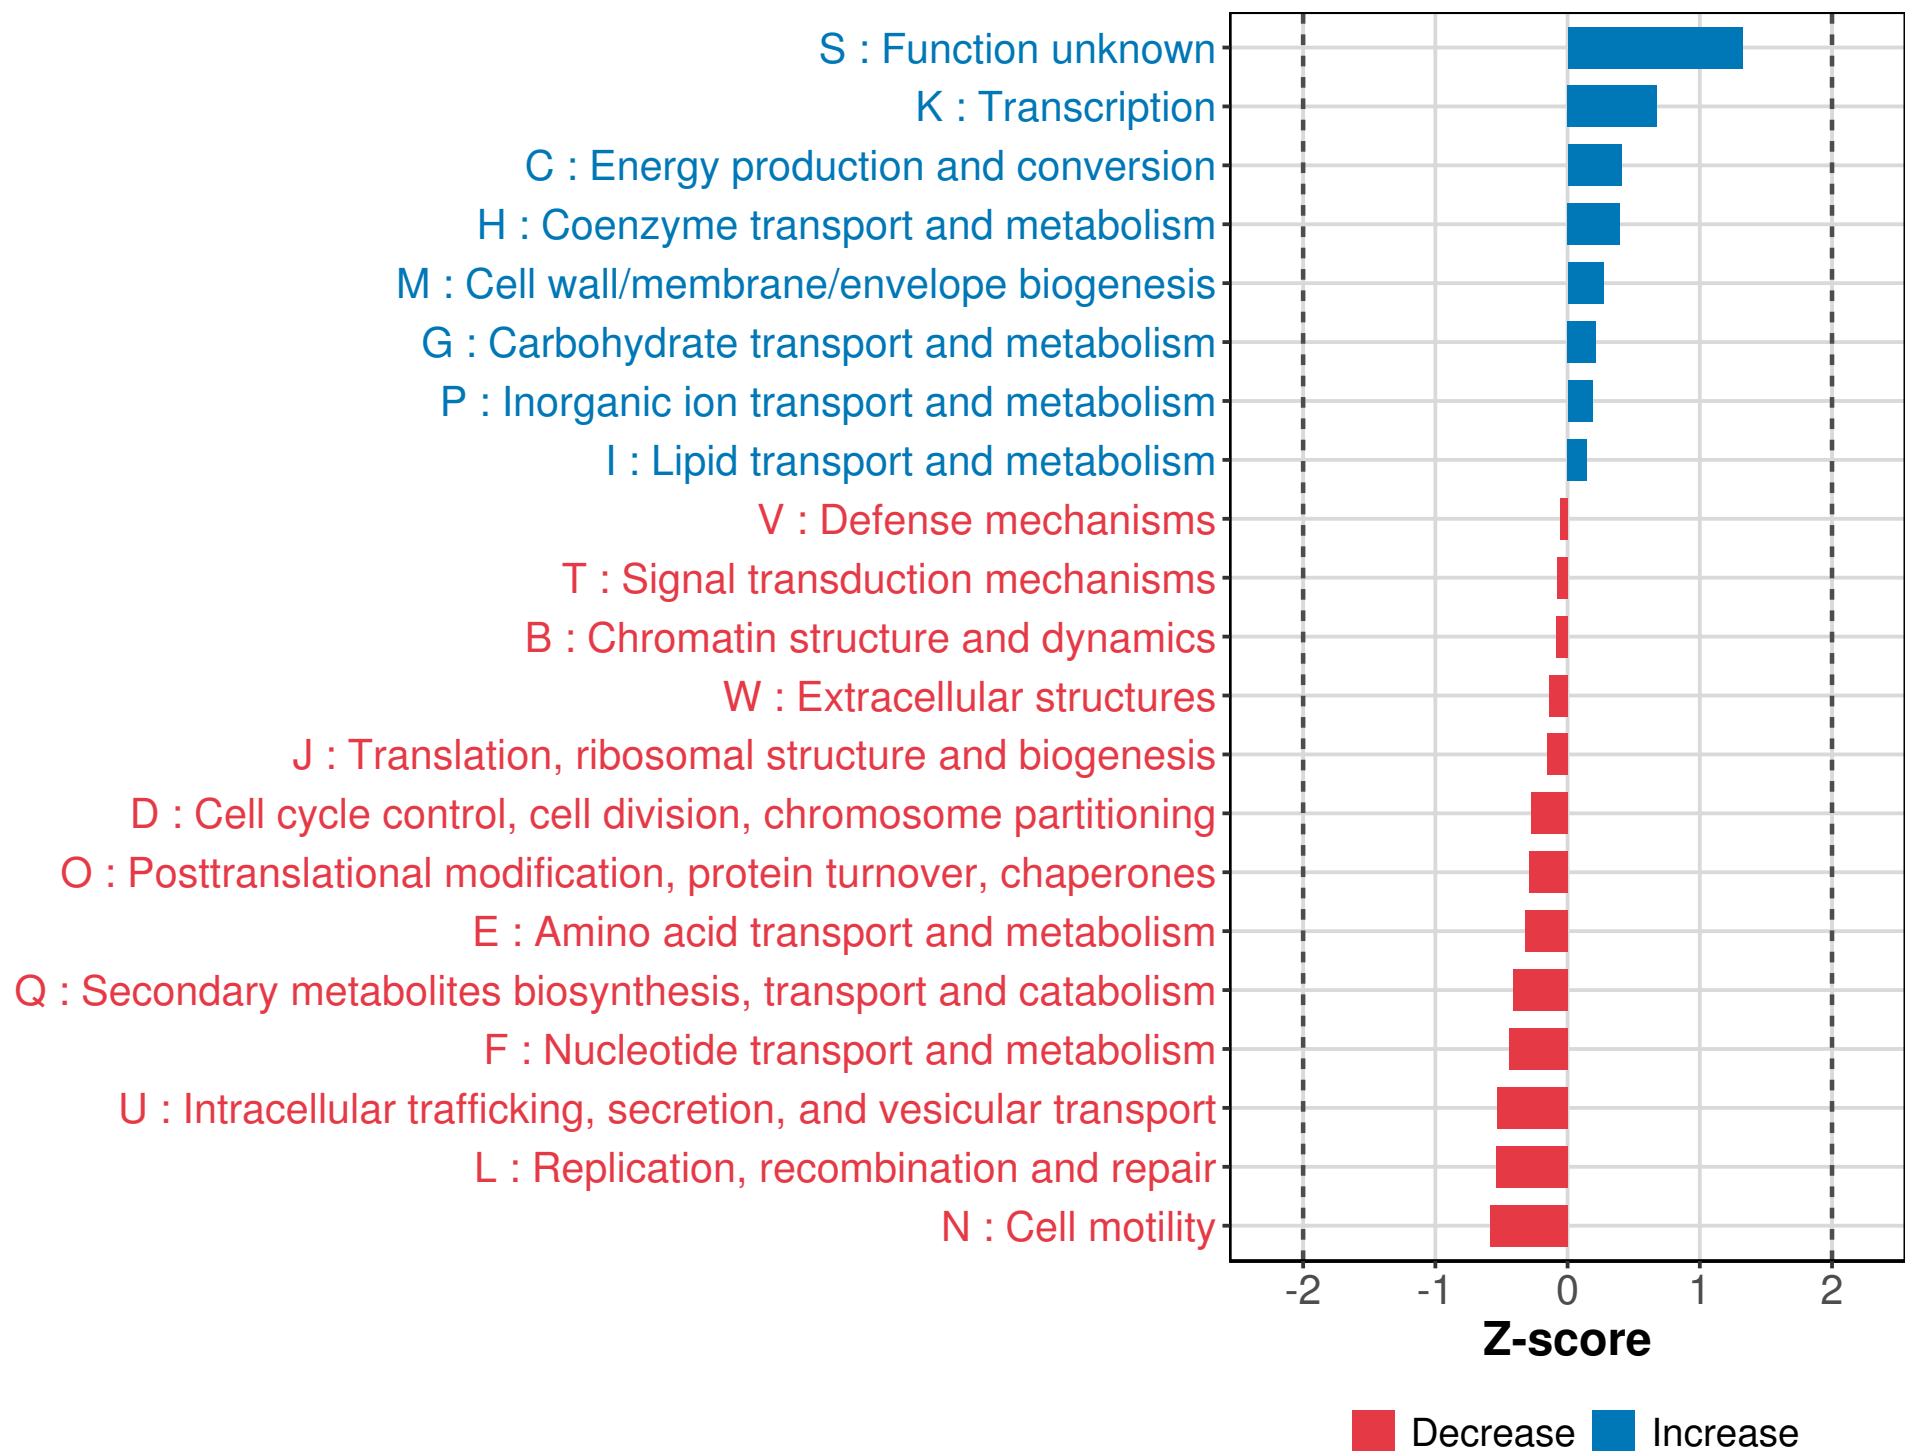 S : Function unknown
K : Transcription
C : Energy production and conversion
H : Coenzyme transport and metabolism
M : Cell wall/membrane/envelope biogenesis
G : Carbohydrate transport and metabolism
P : Inorganic ion transport and metabolism
I : Lipid transport and metabolism
V : Defense mechanisms
T : Signal transduction mechanisms
B : Chromatin structure and dynamics
W : Extracellular structures
J : Translation, ribosomal structure and biogenesis
D : Cell cycle control, cell division, chromosome partitioning
O : Posttranslational modification, protein turnover, chaperones
E : Amino acid transport and metabolism
Q : Secondary metabolites biosynthesis, transport and catabolism
F : Nucleotide transport and metabolism
U : Intracellular trafficking, secretion, and vesicular transport
L : Replication, recombination and repair
N : Cell motility
-2 -1 0 1 2
Z-score
Decrease Increase